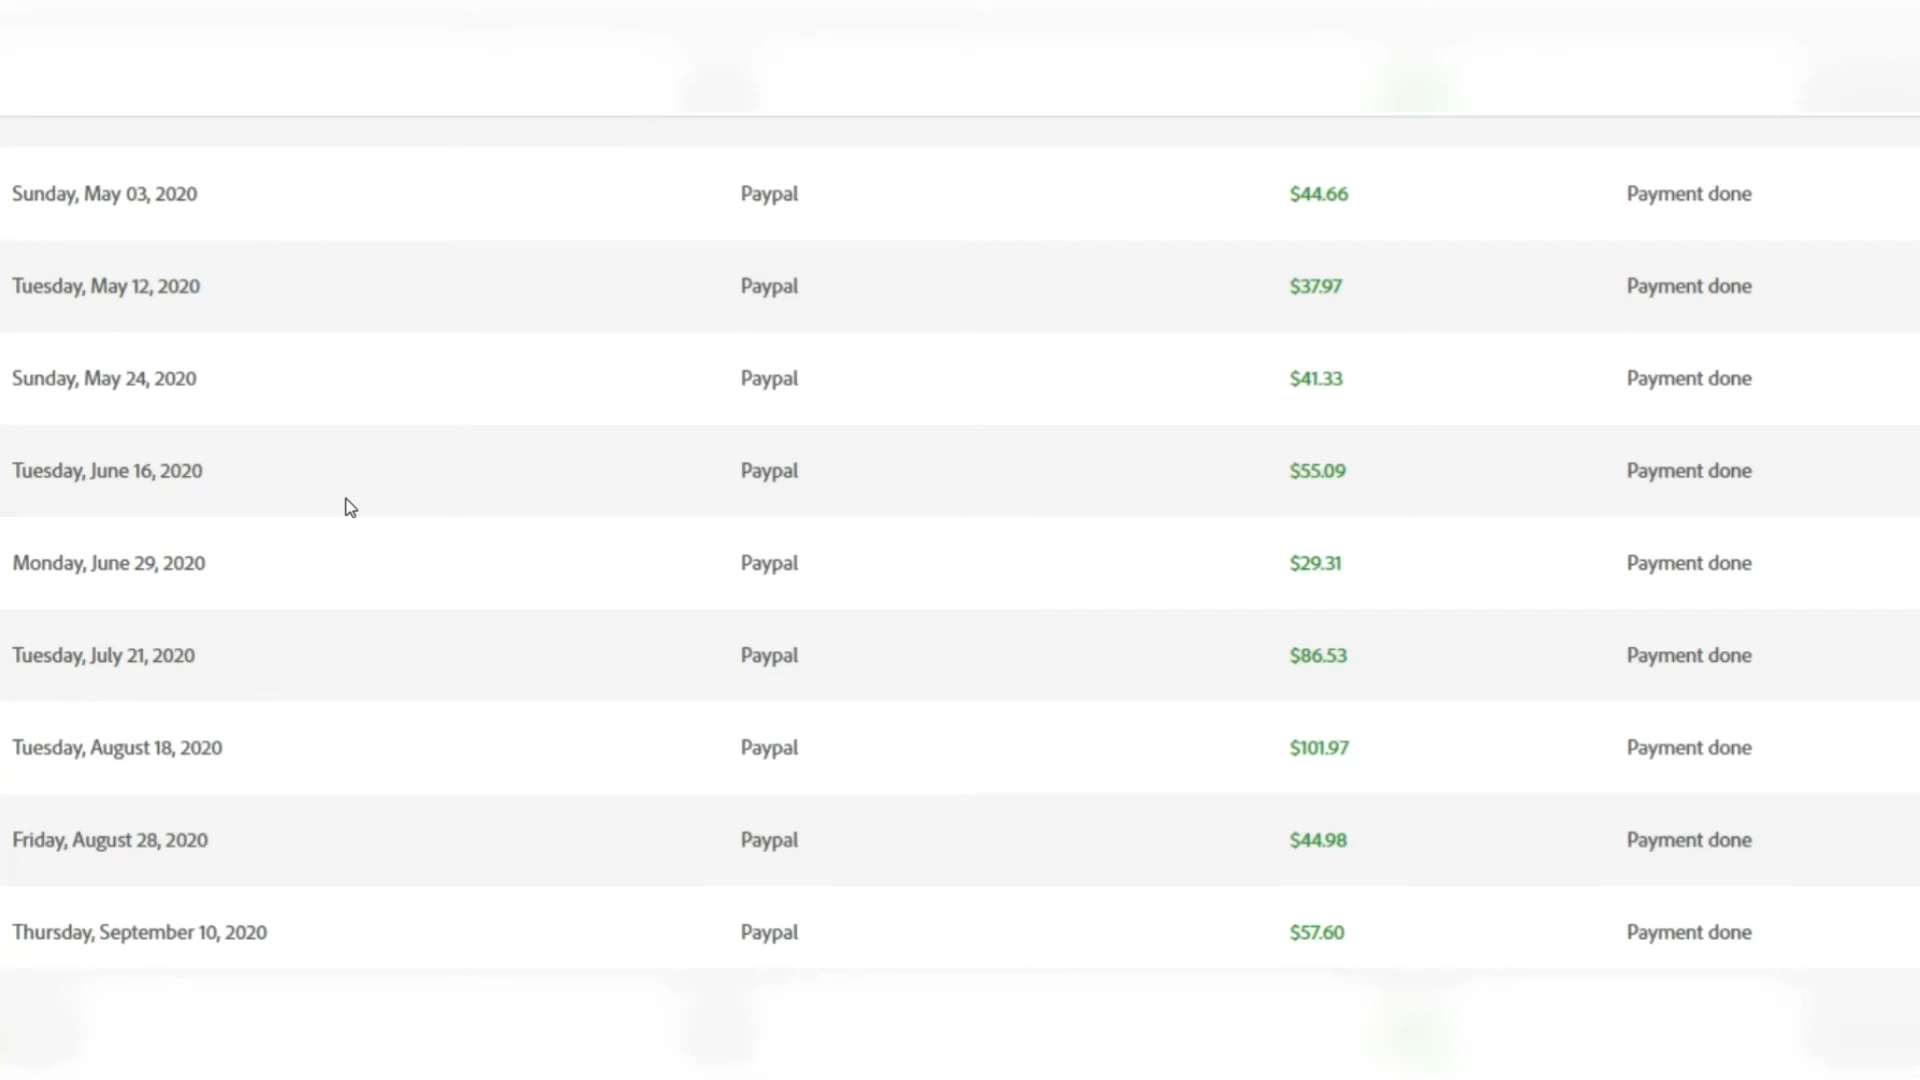 Sunday, May 03, 2020 Paypal $44.66 Payment done
Tuesday, May 12, 2020 Paypal $37.97 Payment done
Sunday, May 24, 2020 Paypal $41.33 Payment done
Tuesday, June 16, 2020 Paypal $55.09 Payment done
Monday, June 29, 2020 Paypal $29.31 Payment done
Tuesday, July 21, 2020 Paypal $86.53 Payment done
Tuesday, August 18, 2020 Paypal $101.97 Payment done
Friday, August 28, 2020 Paypal $44.98 Payment done
Thursday, September 10, 2020 Paypal $57.60 Payment done